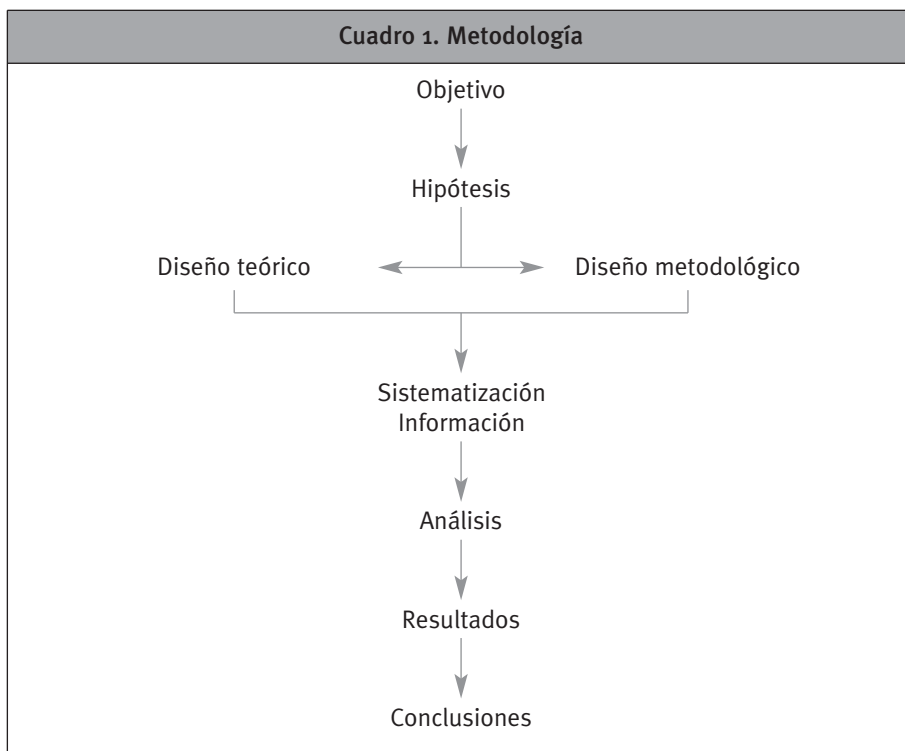 Cuadro 1. Metodología
Objetivo
Hipótesis
Diseño teórico
Diseño metodológico
Sistematización
Información
Análisis
Resultados
Conclusiones